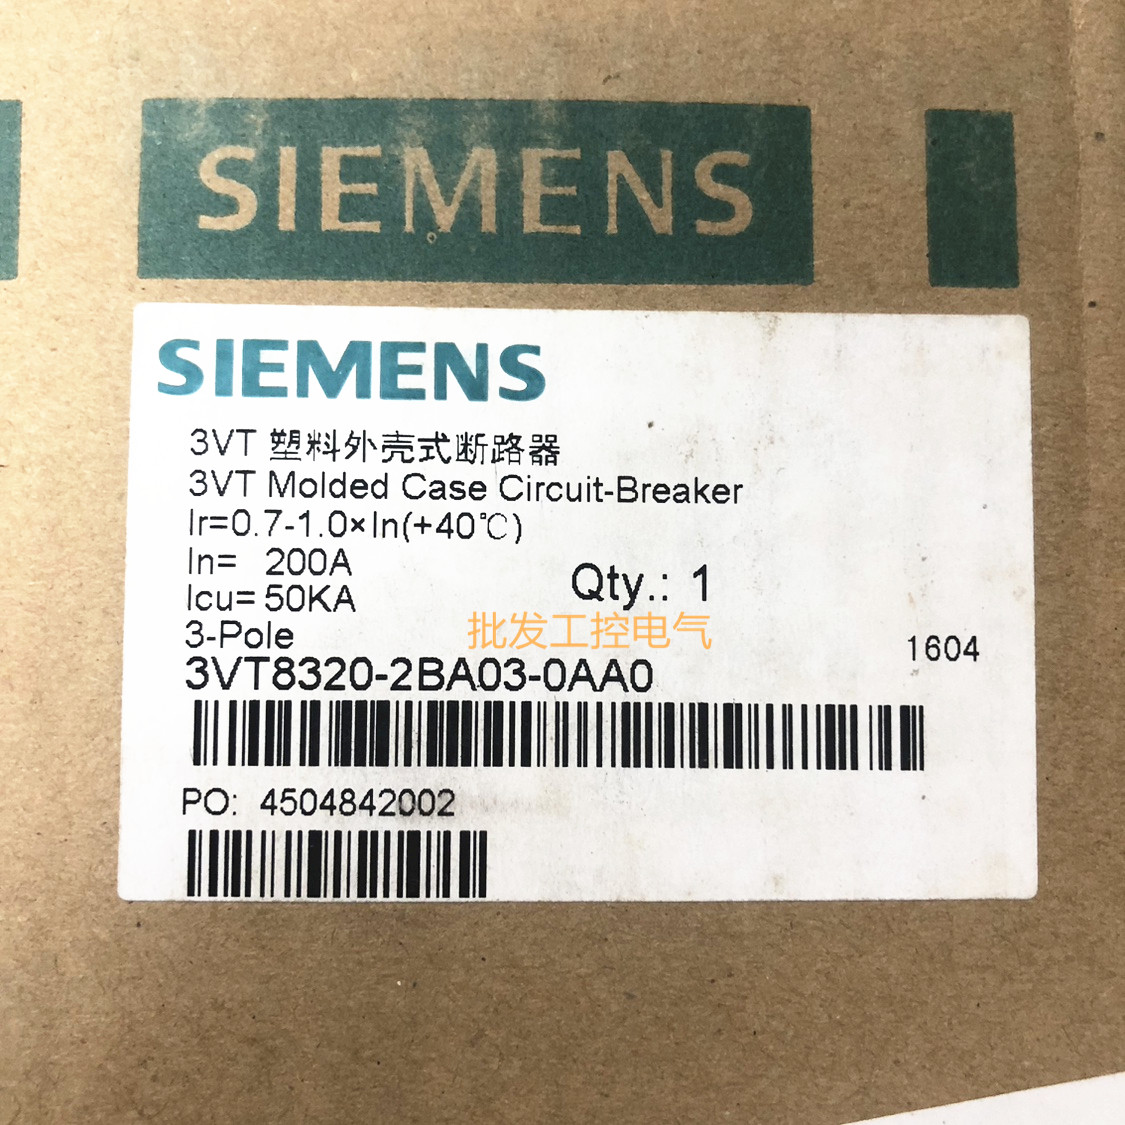 SIEMENS
SIEMENS
3VT 塑料外壳式断路器
3VT Molded Case Circuit-Breaker
Ir=0.7-1.0×In(+40℃)
In= 200A
Icu= 50KA
Qty.: 1
批发工控电气
3-Pole
1604
3VT8320-2BA03-0AA0
PO: 4504842002